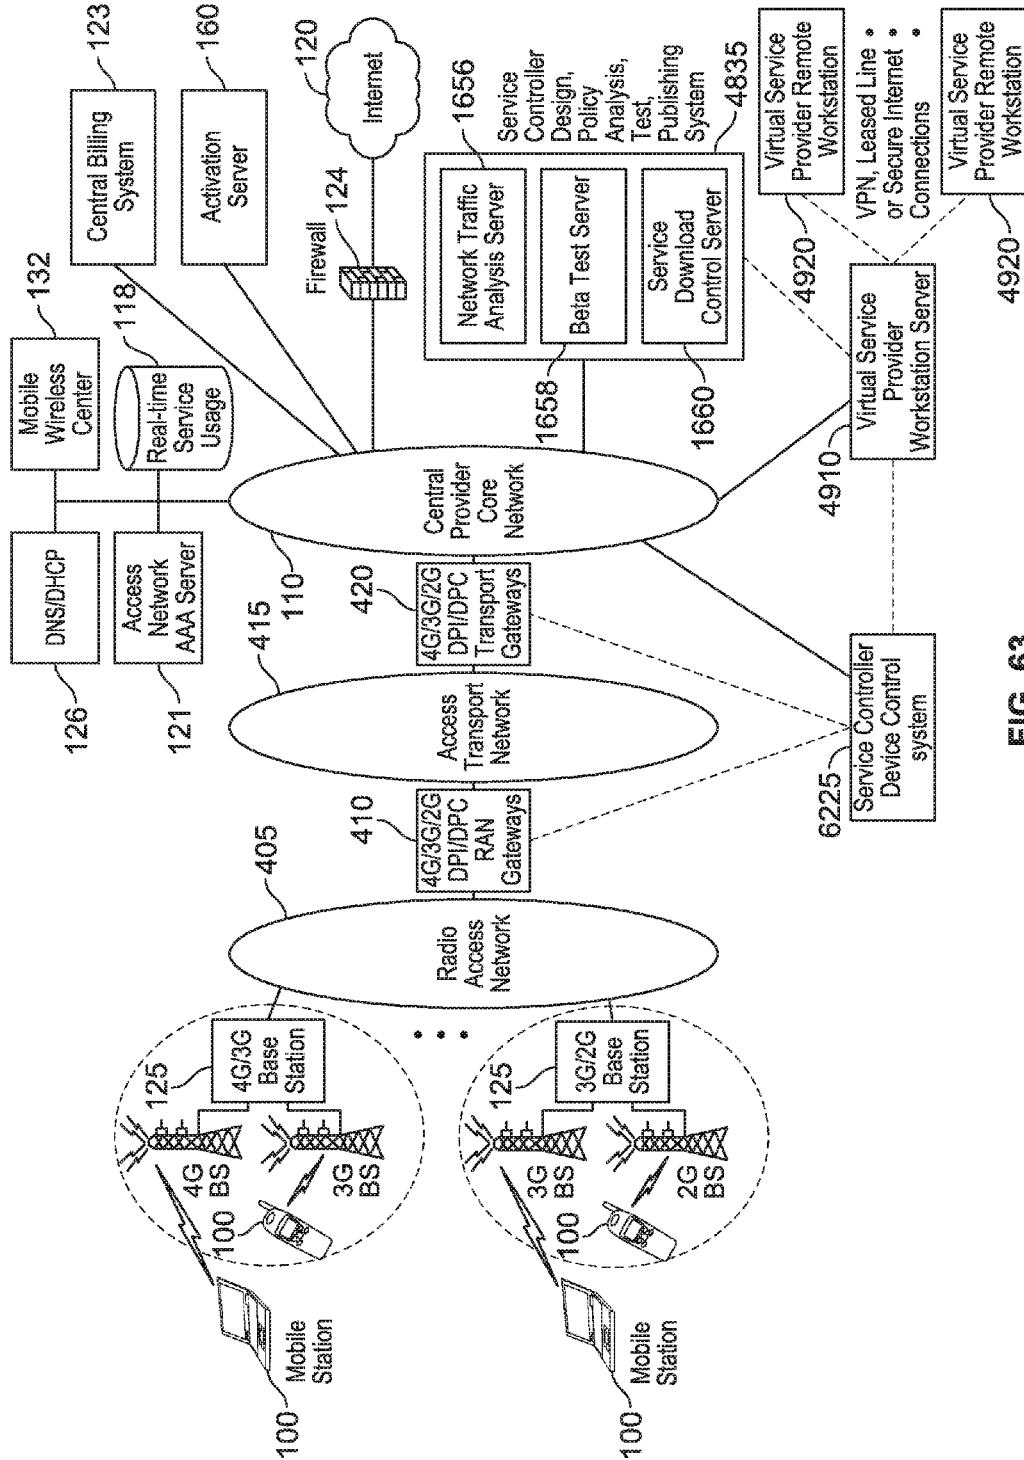 100
Mobile
Station
100
4G
BS
3G
BS
125
4G/3G
Base
Station
100
Mobile
Station
100
3G
BS
2G
BS
125
3G/2G
Base
Station
405
Radio
Access
Network
410
4G/3G/2G
DPI/DPC
RAN
Gateways
415
Access
Transport
Network
420
4G/3G/2G
DPI/DPC
Transport
Gateways
110
Central
Provider
Core
Network
126
DNS/DHCP
121
Access
Network
AAA Server
132
Mobile
Wireless
Center
118
Real-time
Service
Usage
123
Central Billing
System
160
Activation
Server
120
Internet
124
Firewall
1656
Network Traffic
Analysis Server
1658
Beta Test Server
1660
Service
Download
Control Server
Service
Controller
Design,
Policy
Analysis,
Test,
Publishing
System
4835
6225
Service Controller
Device Control
system
4910
Virtual Service
Provider
Workstation Server
4920
Virtual Service
Provider Remote
Workstation
VPN, Leased Line
or Secure Internet
Connections
4920
Virtual Service
Provider Remote
Workstation
FIG. 63